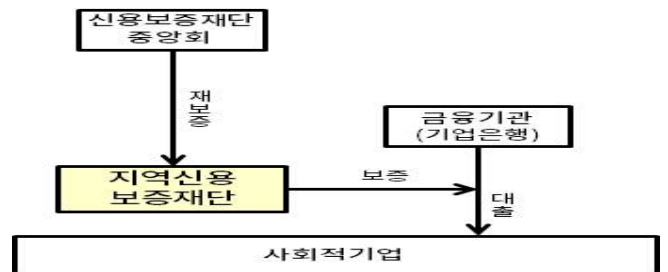 신용보증재단
중앙회
재보증
금융기관
(기업은행)
지역신용
보증재단
보증
대출
사회적기업